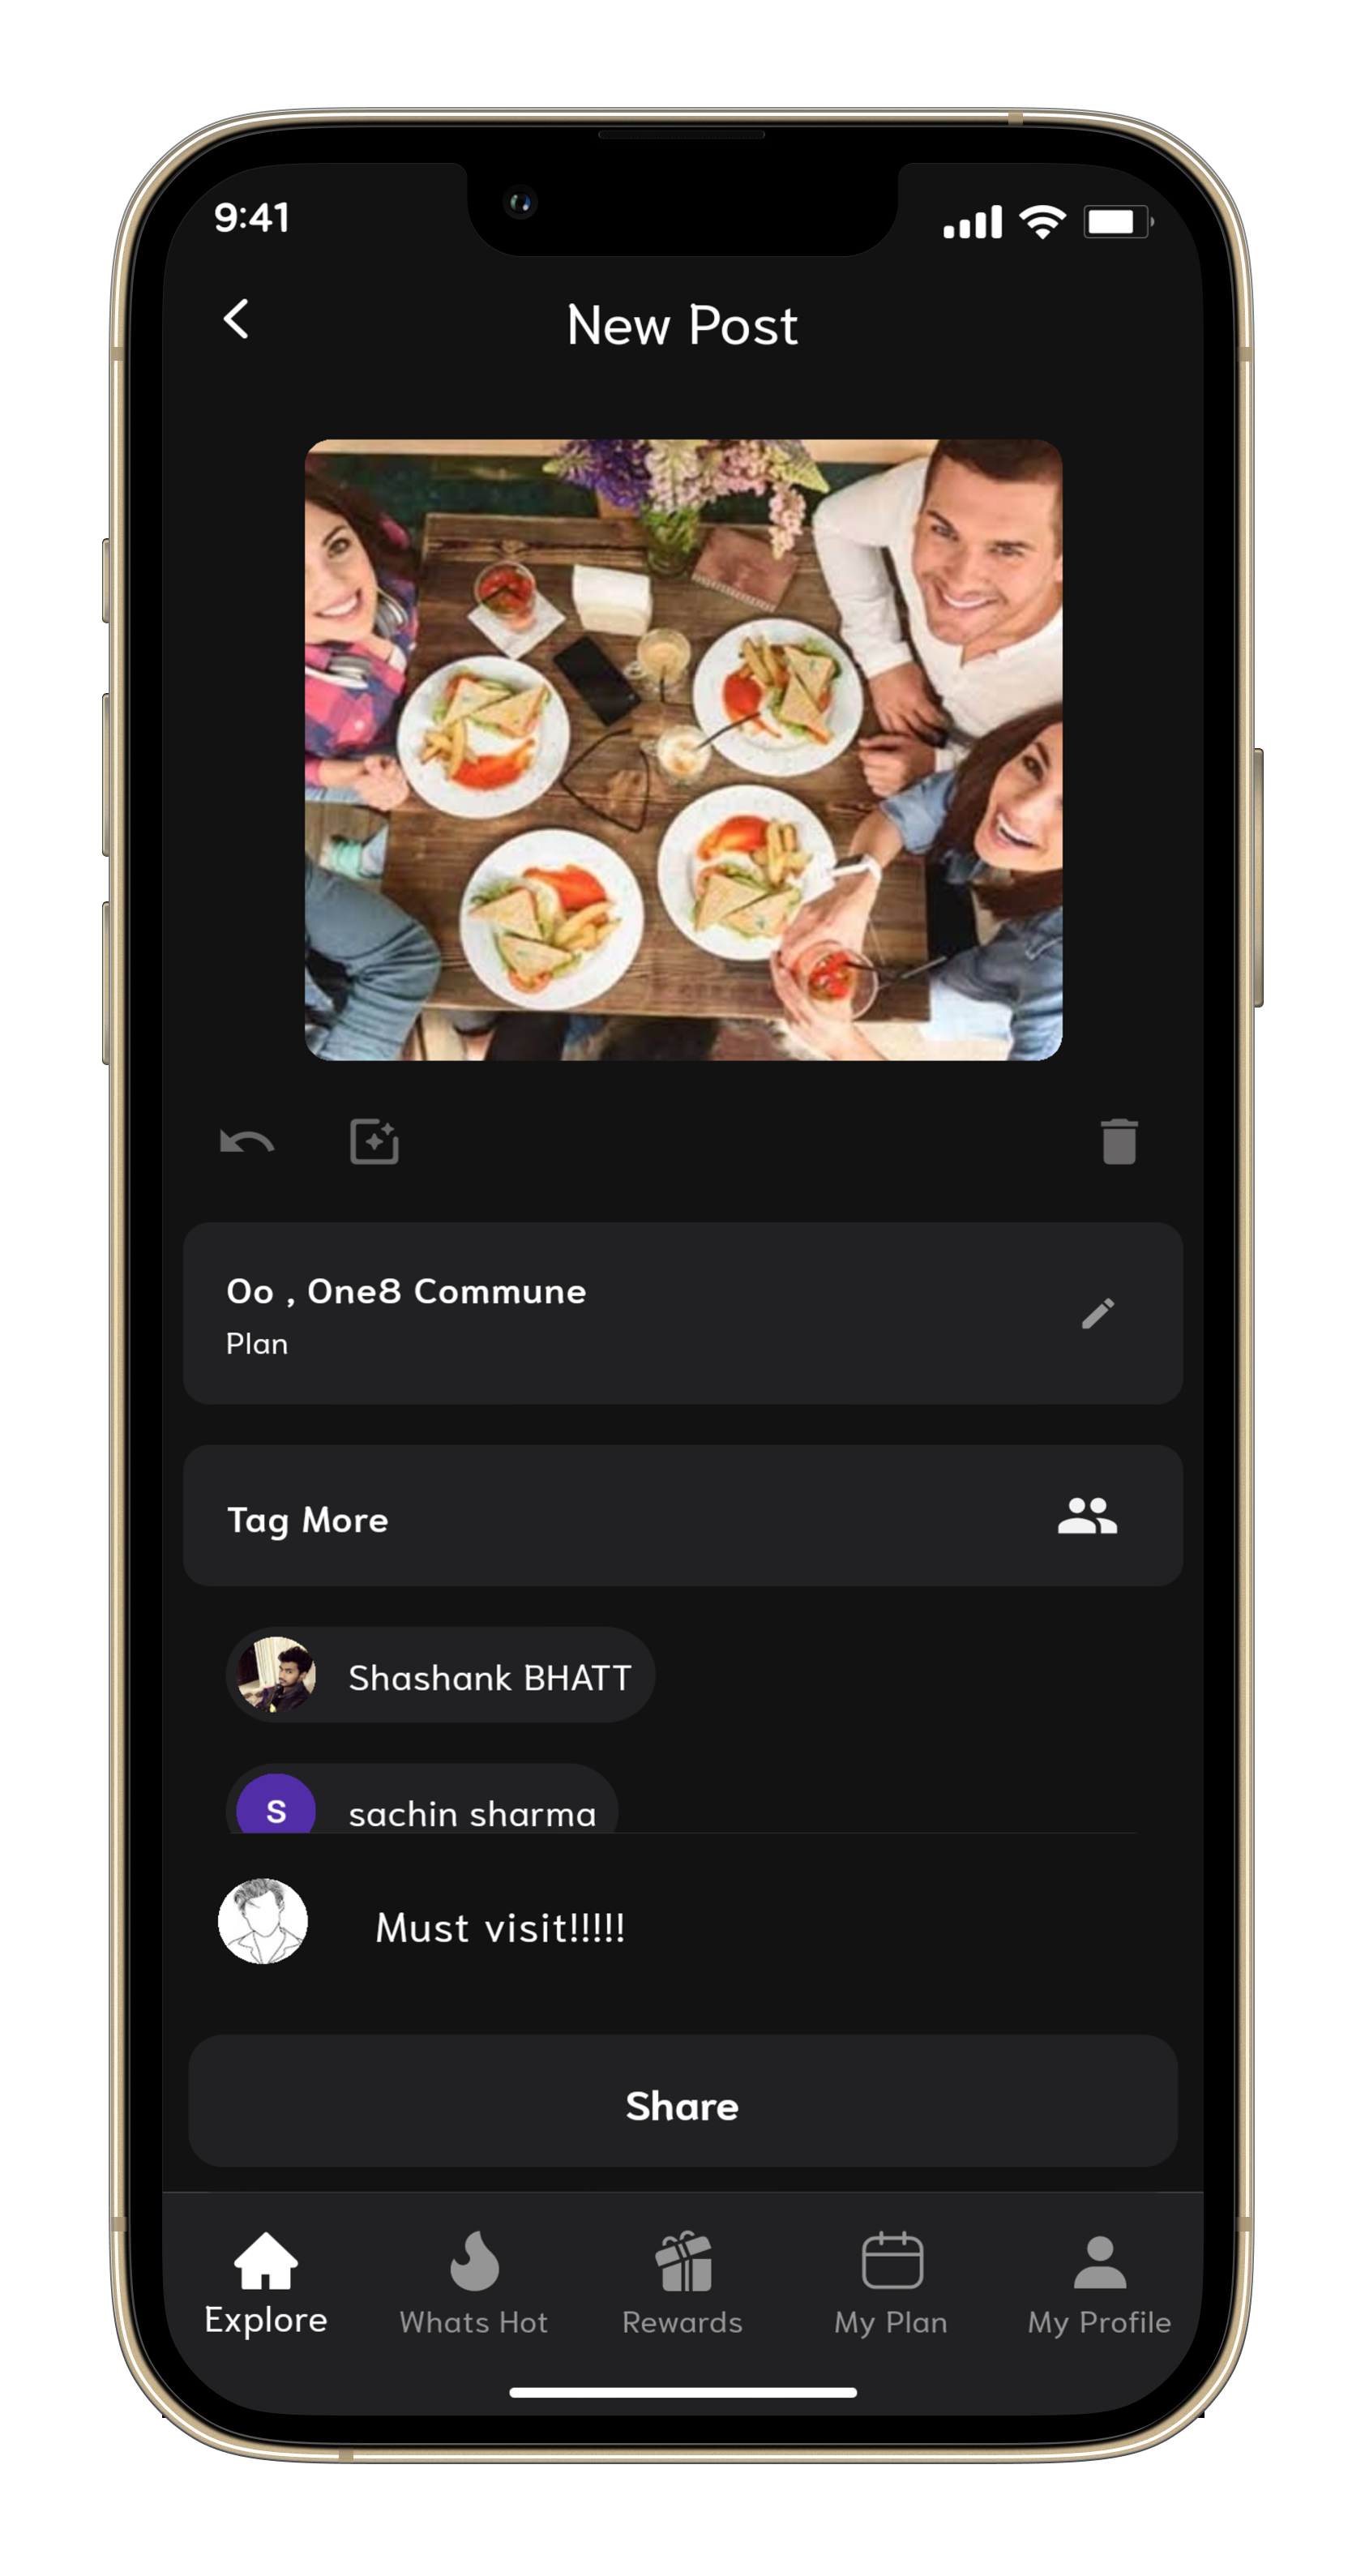 9:41
New Post
Oo , One8 Commune
Plan
Tag More
Shashank BHATT
S
sachin sharma
Must visit!!!!!
Share
Explore
Whats Hot
Rewards
My Plan
My Profile